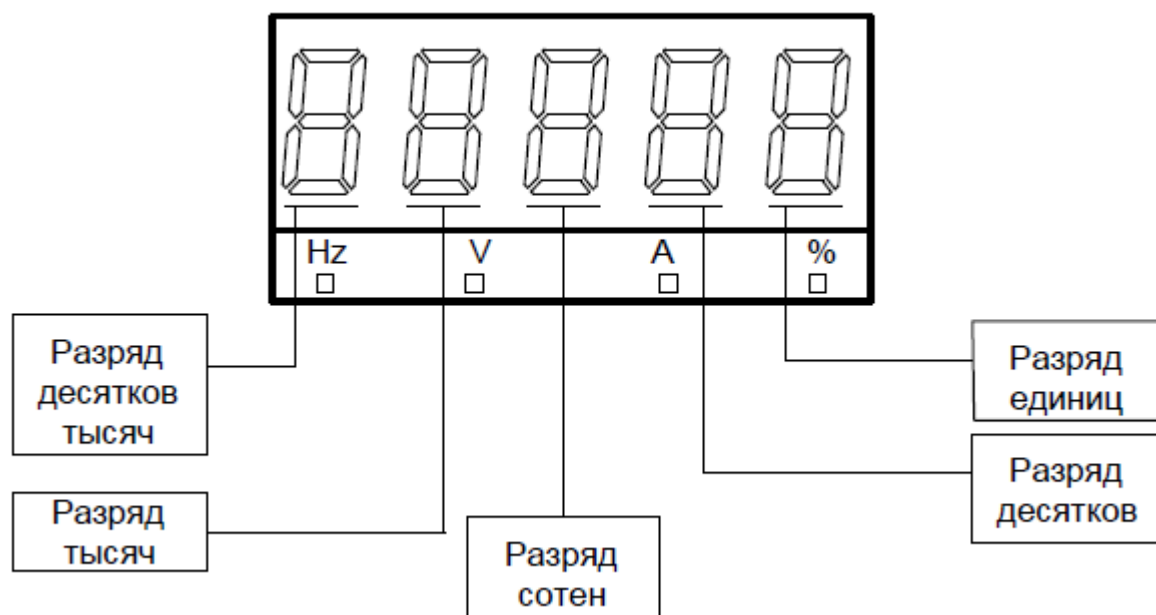 Hz V A %
Разряд
десятков
тысяч
Разряд
тысяч
Разряд
сотен
Разряд
единиц
Разряд
десятков